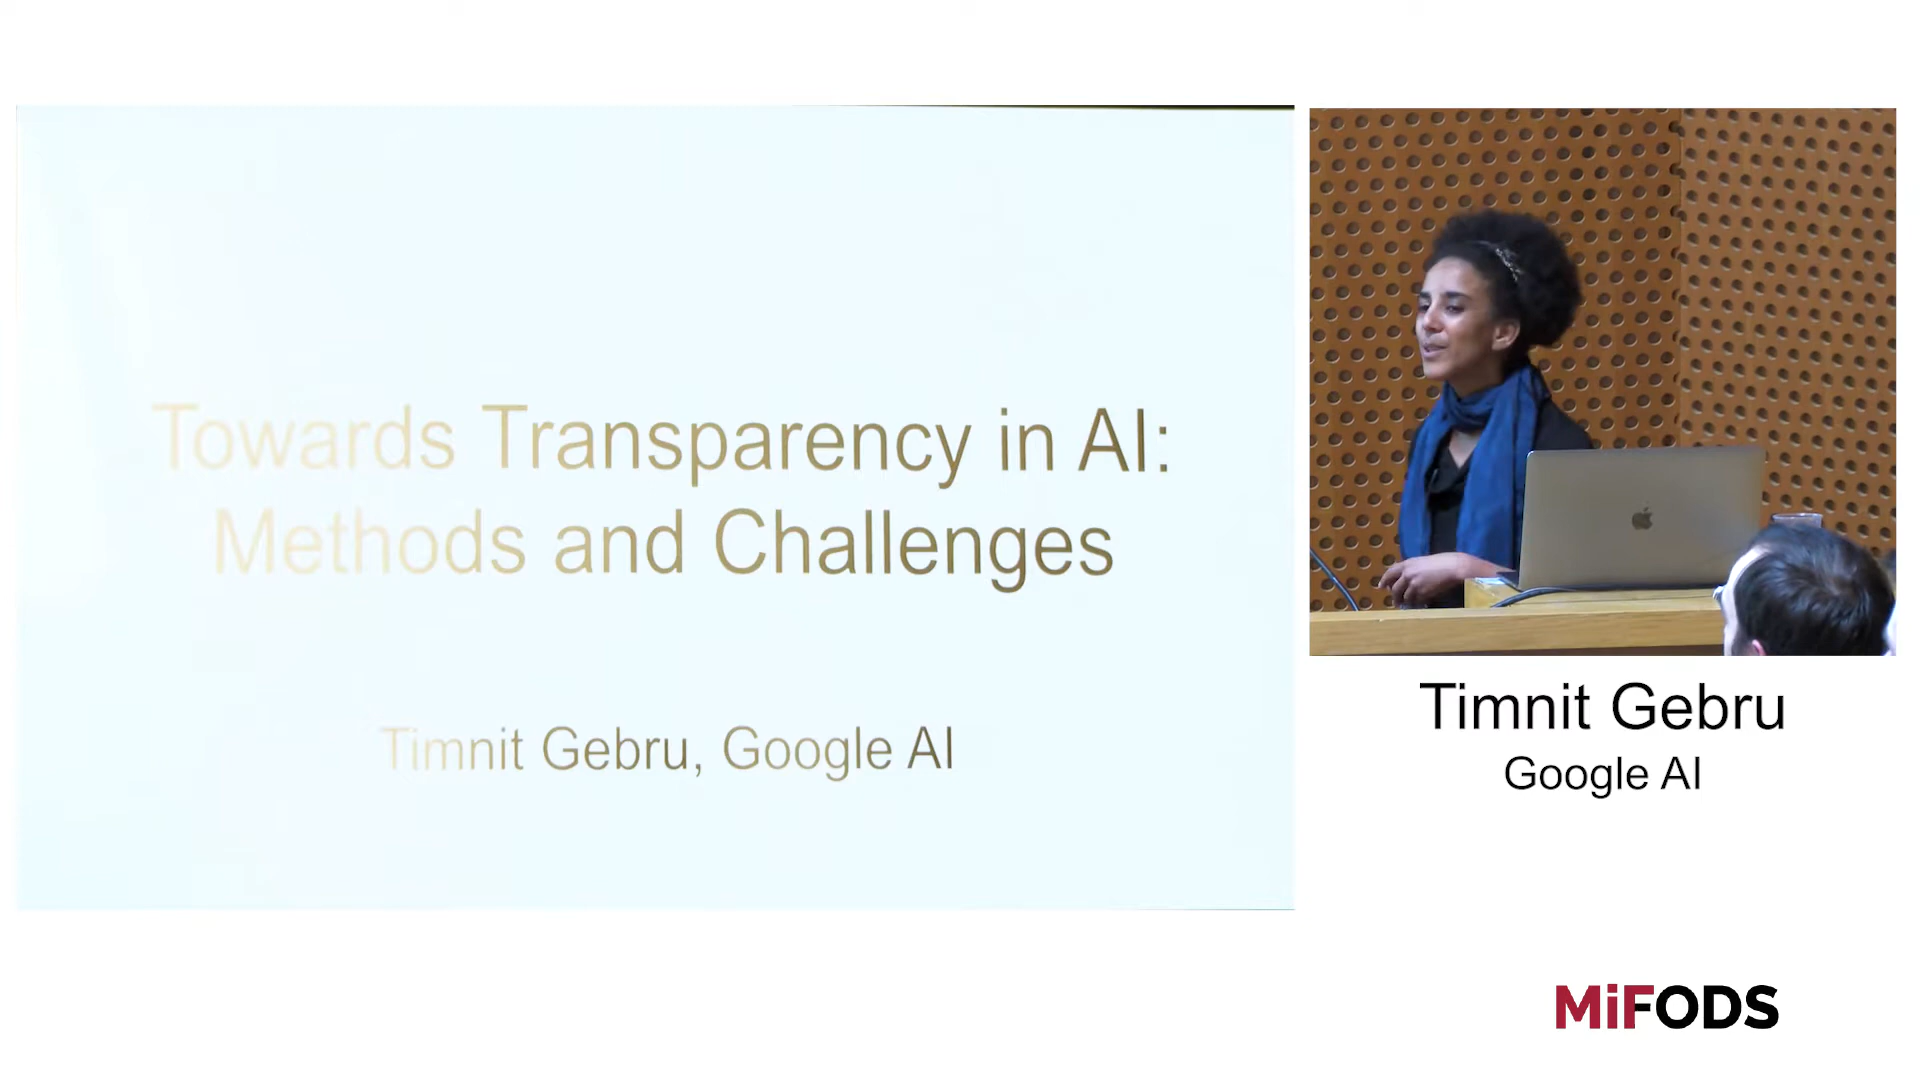 Towards Transparency in AI:
Methods and Challenges
Timnit Gebru, Google AI
Timnit Gebru
Google AI
MiFODS